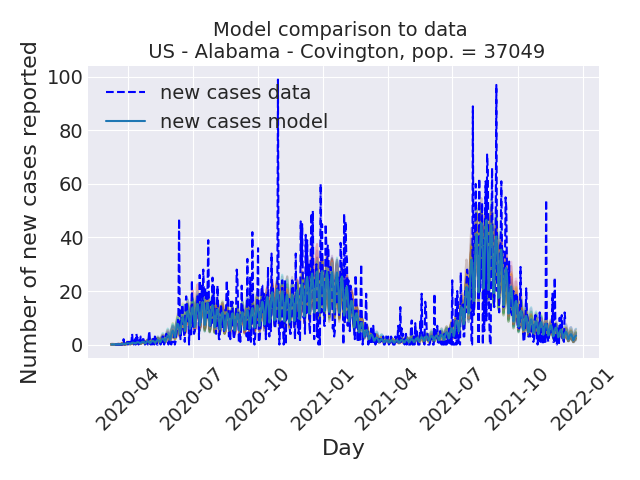 Model comparison to data
US - Alabama - Covington, pop. = 37049
Number of new cases reported
100
80
60
40
20
0
new cases data
new cases model
2020-04
2020-07
2020-10
2021-01
2021-04
2021-07
2021-10
2022-01
Day